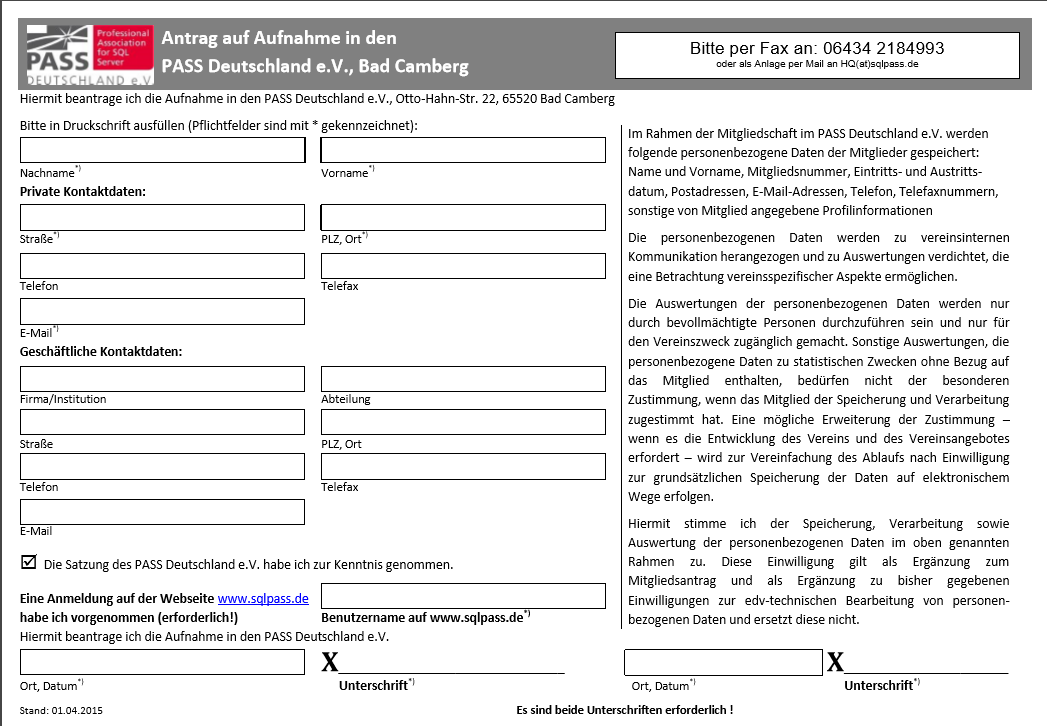 PASS
DEUTSCHLAND e.V.
Professional
Association
for SQL
Server
Antrag auf Aufnahme in den
PASS Deutschland e.V., Bad Camberg
Bitte per Fax an: 06434 2184993
oder als Anlage per Mail an HQ(at)sqlpass.de
Hiermit beantrage ich die Aufnahme in den PASS Deutschland e.V., Otto-Hahn-Str. 22, 65520 Bad Camberg
Bitte in Druckschrift ausfüllen (Pflichtfelder sind mit * gekennzeichnet):
Nachname*) Vorname*)
Private Kontaktdaten:
Straße*) PLZ, Ort*)
Telefon Telefax
E-Mail*)
Geschäftliche Kontaktdaten:
Firma/Institution Abteilung
Straße PLZ, Ort
Telefon Telefax
E-Mail
Die Satzung des PASS Deutschland e.V. habe ich zur Kenntnis genommen.
Eine Anmeldung auf der Webseite www.sqlpass.de
habe ich vorgenommen (erforderlich!) Benutzername auf www.sqlpass.de*)
Hiermit beantrage ich die Aufnahme in den PASS Deutschland e.V.
X
Ort, Datum*) Unterschrift*)
Im Rahmen der Mitgliedschaft im PASS Deutschland e.V. werden
folgende personenbezogene Daten der Mitglieder gespeichert:
Name und Vorname, Mitgliedsnummer, Eintritts- und Austritts-
datum, Postadressen, E-Mail-Adressen, Telefon, Telefaxnummern,
sonstige von Mitglied angegebene Profilinformationen
Die personenbezogenen Daten werden zu vereinsinternen
Kommunikation herangezogen und zu Auswertungen verdichtet, die
eine Betrachtung vereinsspezifischer Aspekte ermöglichen.
Die Auswertungen der personenbezogenen Daten werden nur
durch bevollmächtigte Personen durchzuführen sein und nur für
den Vereinszweck zugänglich gemacht. Sonstige Auswertungen, die
personenbezogene Daten zu statistischen Zwecken ohne Bezug auf
das Mitglied enthalten, bedürfen nicht der besonderen
Zustimmung, wenn das Mitglied der Speicherung und Verarbeitung
zugestimmt hat. Eine mögliche Erweiterung der Zustimmung –
wenn es die Entwicklung des Vereins und des Vereinsangebotes
erfordert – wird zur Vereinfachung des Ablaufs nach Einwilligung
zur grundsätzlichen Speicherung der Daten auf elektronischem
Wege erfolgen.
Hiermit stimme ich der Speicherung, Verarbeitung sowie
Auswertung der personenbezogenen Daten im oben genannten
Rahmen zu. Diese Einwilligung gilt als Ergänzung zum
Mitgliedsantrag und als Ergänzung zu bisher gegebenen
Einwilligungen zur edv-technischen Bearbeitung von personen-
bezogenen Daten und ersetzt diese nicht.
X
Ort, Datum*) Unterschrift*)
Stand: 01.04.2015 Es sind beide Unterschriften erforderlich !